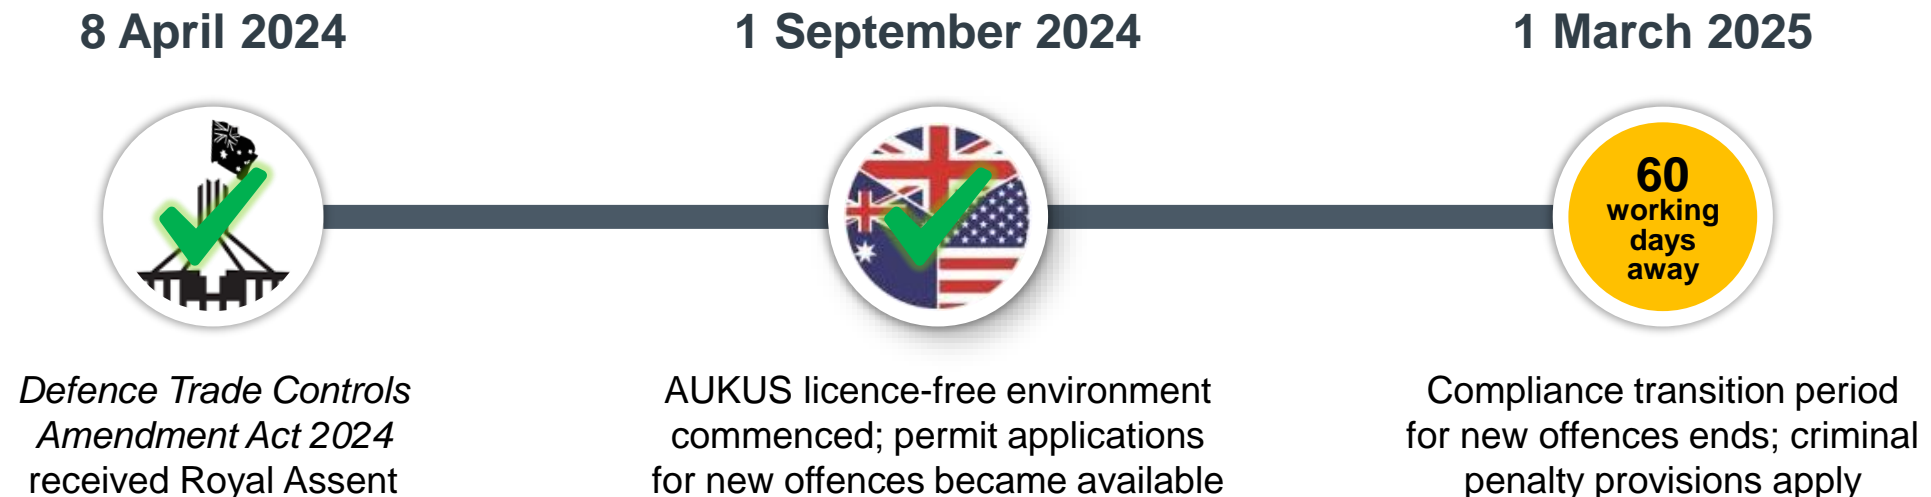 8 April 2024
1 September 2024
1 March 2025
60
working
days
away
Defence Trade Controls
Amendment Act 2024
received Royal Assent
AUKUS licence-free environment
commenced; permit applications
for new offences became available
Compliance transition period
for new offences ends; criminal
penalty provisions apply